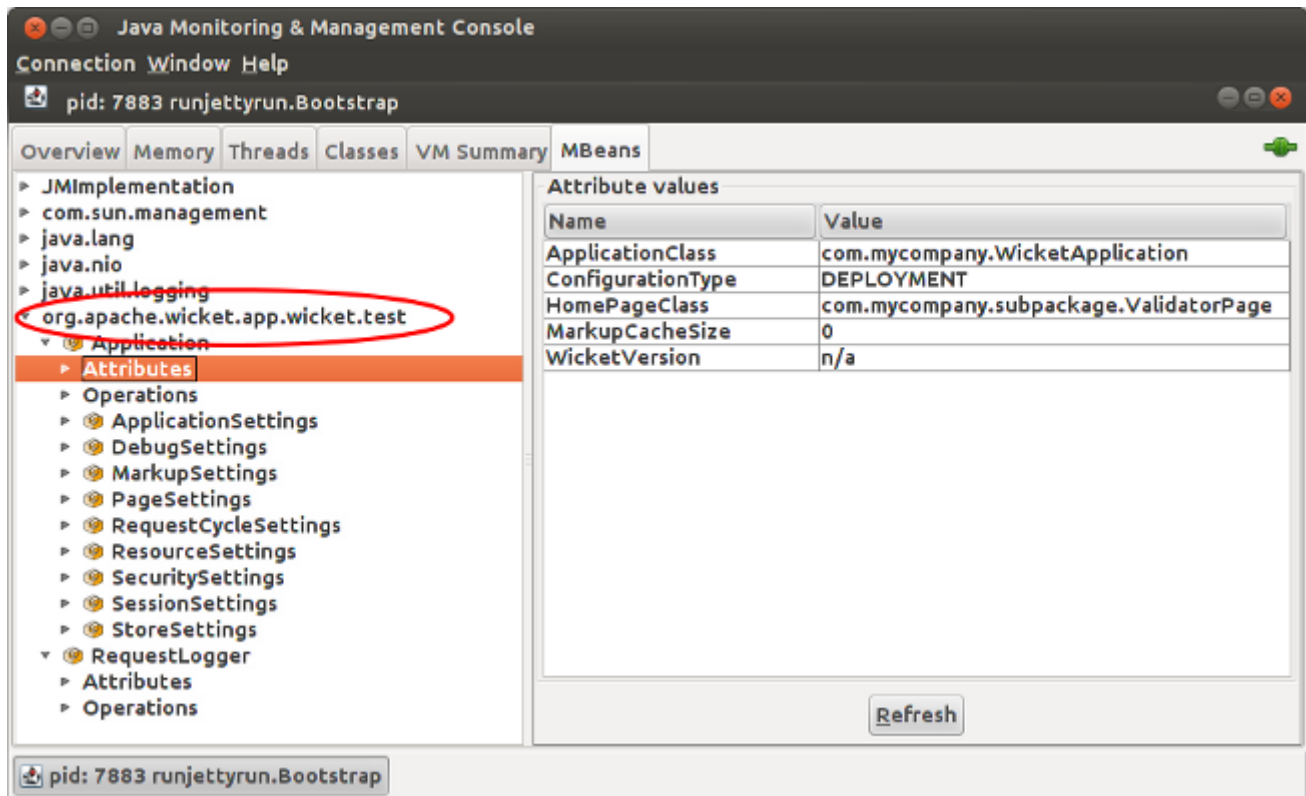 Java Monitoring & Management Console
Connection Window Help
pid: 7883 runjettyrun.Bootstrap
Overview Memory Threads Classes VM Summary MBeans
JMImplementation
com.sun.management
java.lang
java.nio
java.util.logging
org.apache.wicket.app.wicket.test
Application
Attributes
Operations
ApplicationSettings
DebugSettings
MarkupSettings
PageSettings
RequestCycleSettings
ResourceSettings
SecuritySettings
SessionSettings
StoreSettings
RequestLogger
Attributes
Operations
Attribute values
Name Value
ApplicationClass com.mycompany.WicketApplication
ConfigurationType DEPLOYMENT
HomePageClass com.mycompany.subpackage.ValidatorPage
MarkupCacheSize 0
WicketVersion n/a
Refresh
pid: 7883 runjettyrun.Bootstrap